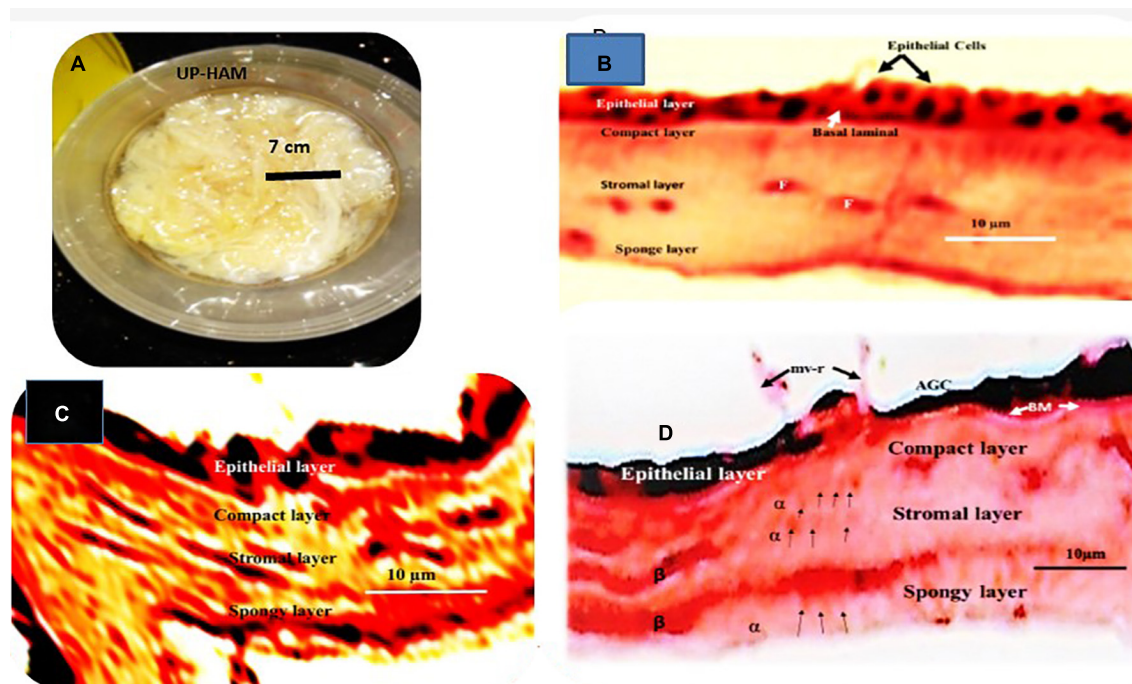 A
UP-HAM
7 cm
B
Epithelial Cells
Epithelial layer
Basal laminal
Compact layer
Stromal layer
F
F
10 µm
Sponge layer
C
Epithelial layer
Compact layer
Stromal layer
10 µm
Spongy layer
mv-r
AGC
BM
D
Compact layer
Epithelial layer
α
Stromal layer
α
10µm
β
Spongy layer
β
α